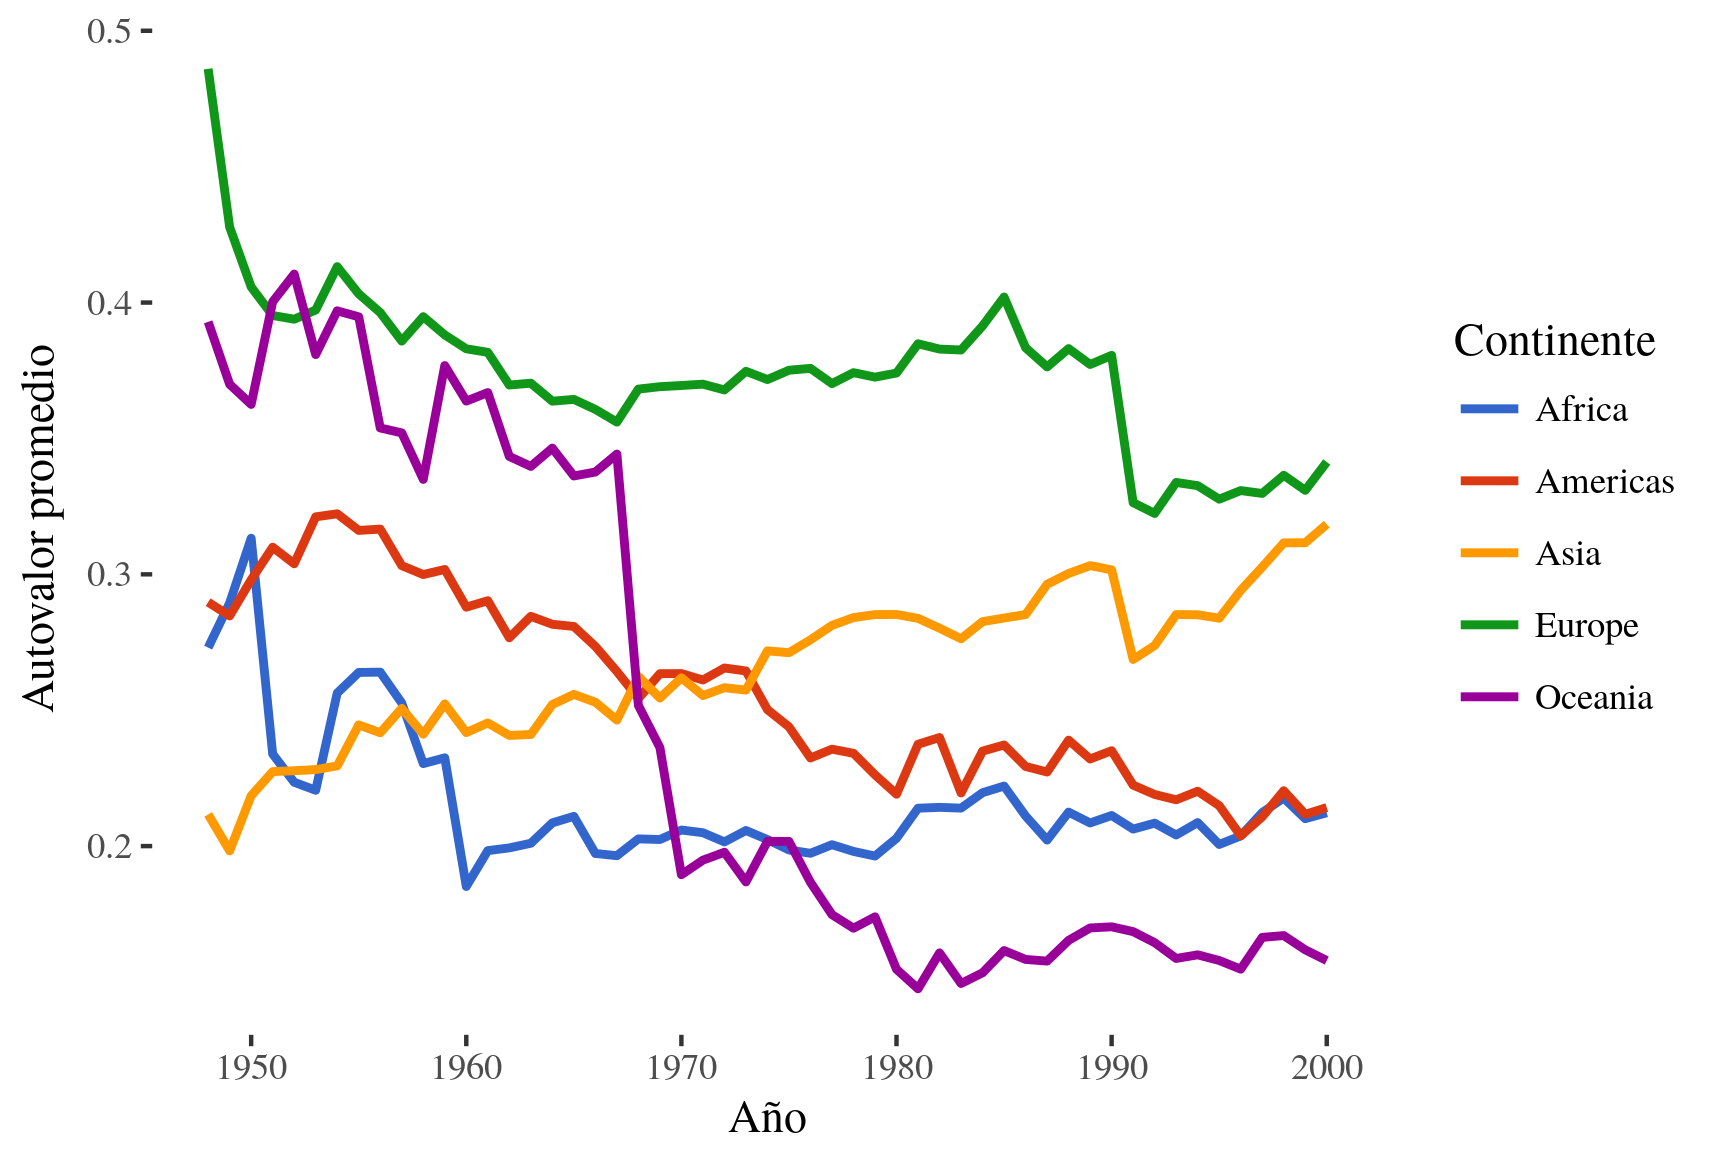 0.5
0.4
0.3
0.2
Autovalor promedio
1950 1960 1970 1980 1990 2000
Año
Continente
Africa
Americas
Asia
Europe
Oceania